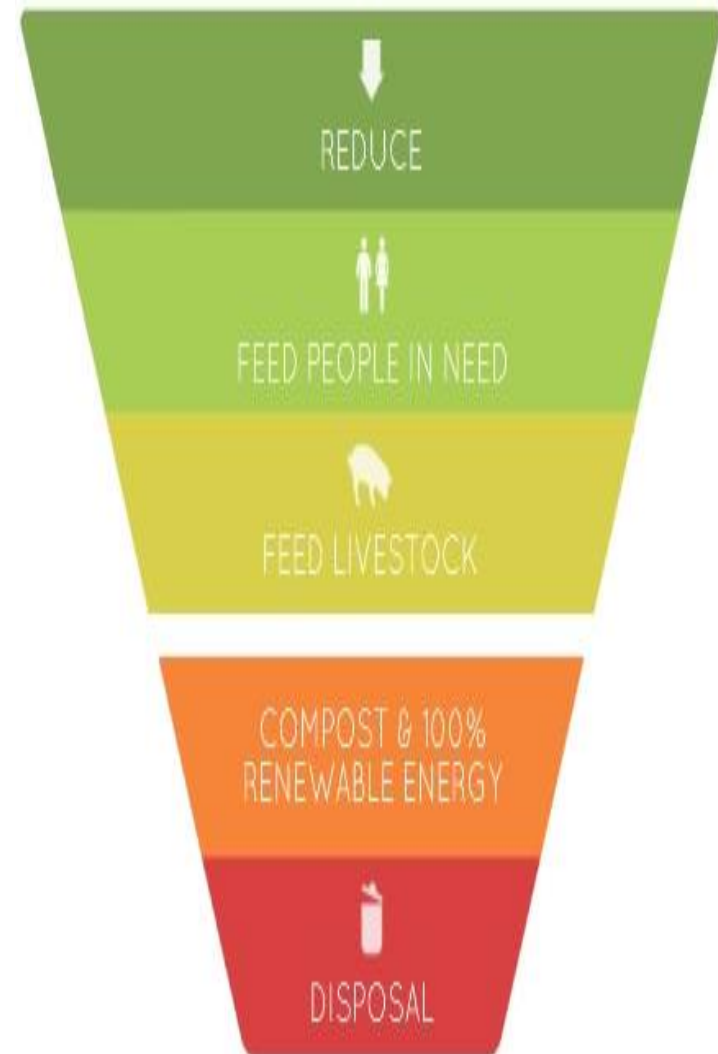 REDUCE
FEED PEOPLE IN NEED
FEED LIVESTOCK
COMPOST & 100%
RENEWABLE ENERGY
DISPOSAL